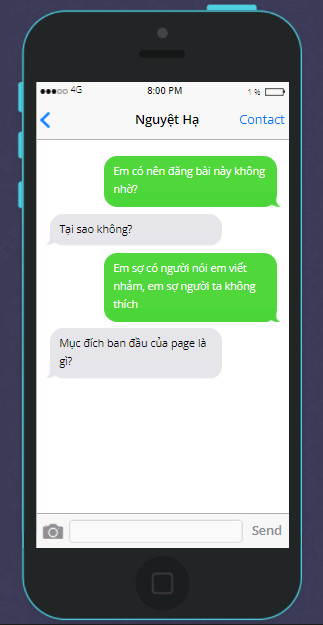 4G 8:00 PM 1 %
Nguyệt Hạ Contact
Em có nên đăng bài này không
nhờ?
Tại sao không?
Em sợ có người nói em viết
nhảm, em sợ người ta không
thích
Mục đích ban đầu của page là
gì?
Send